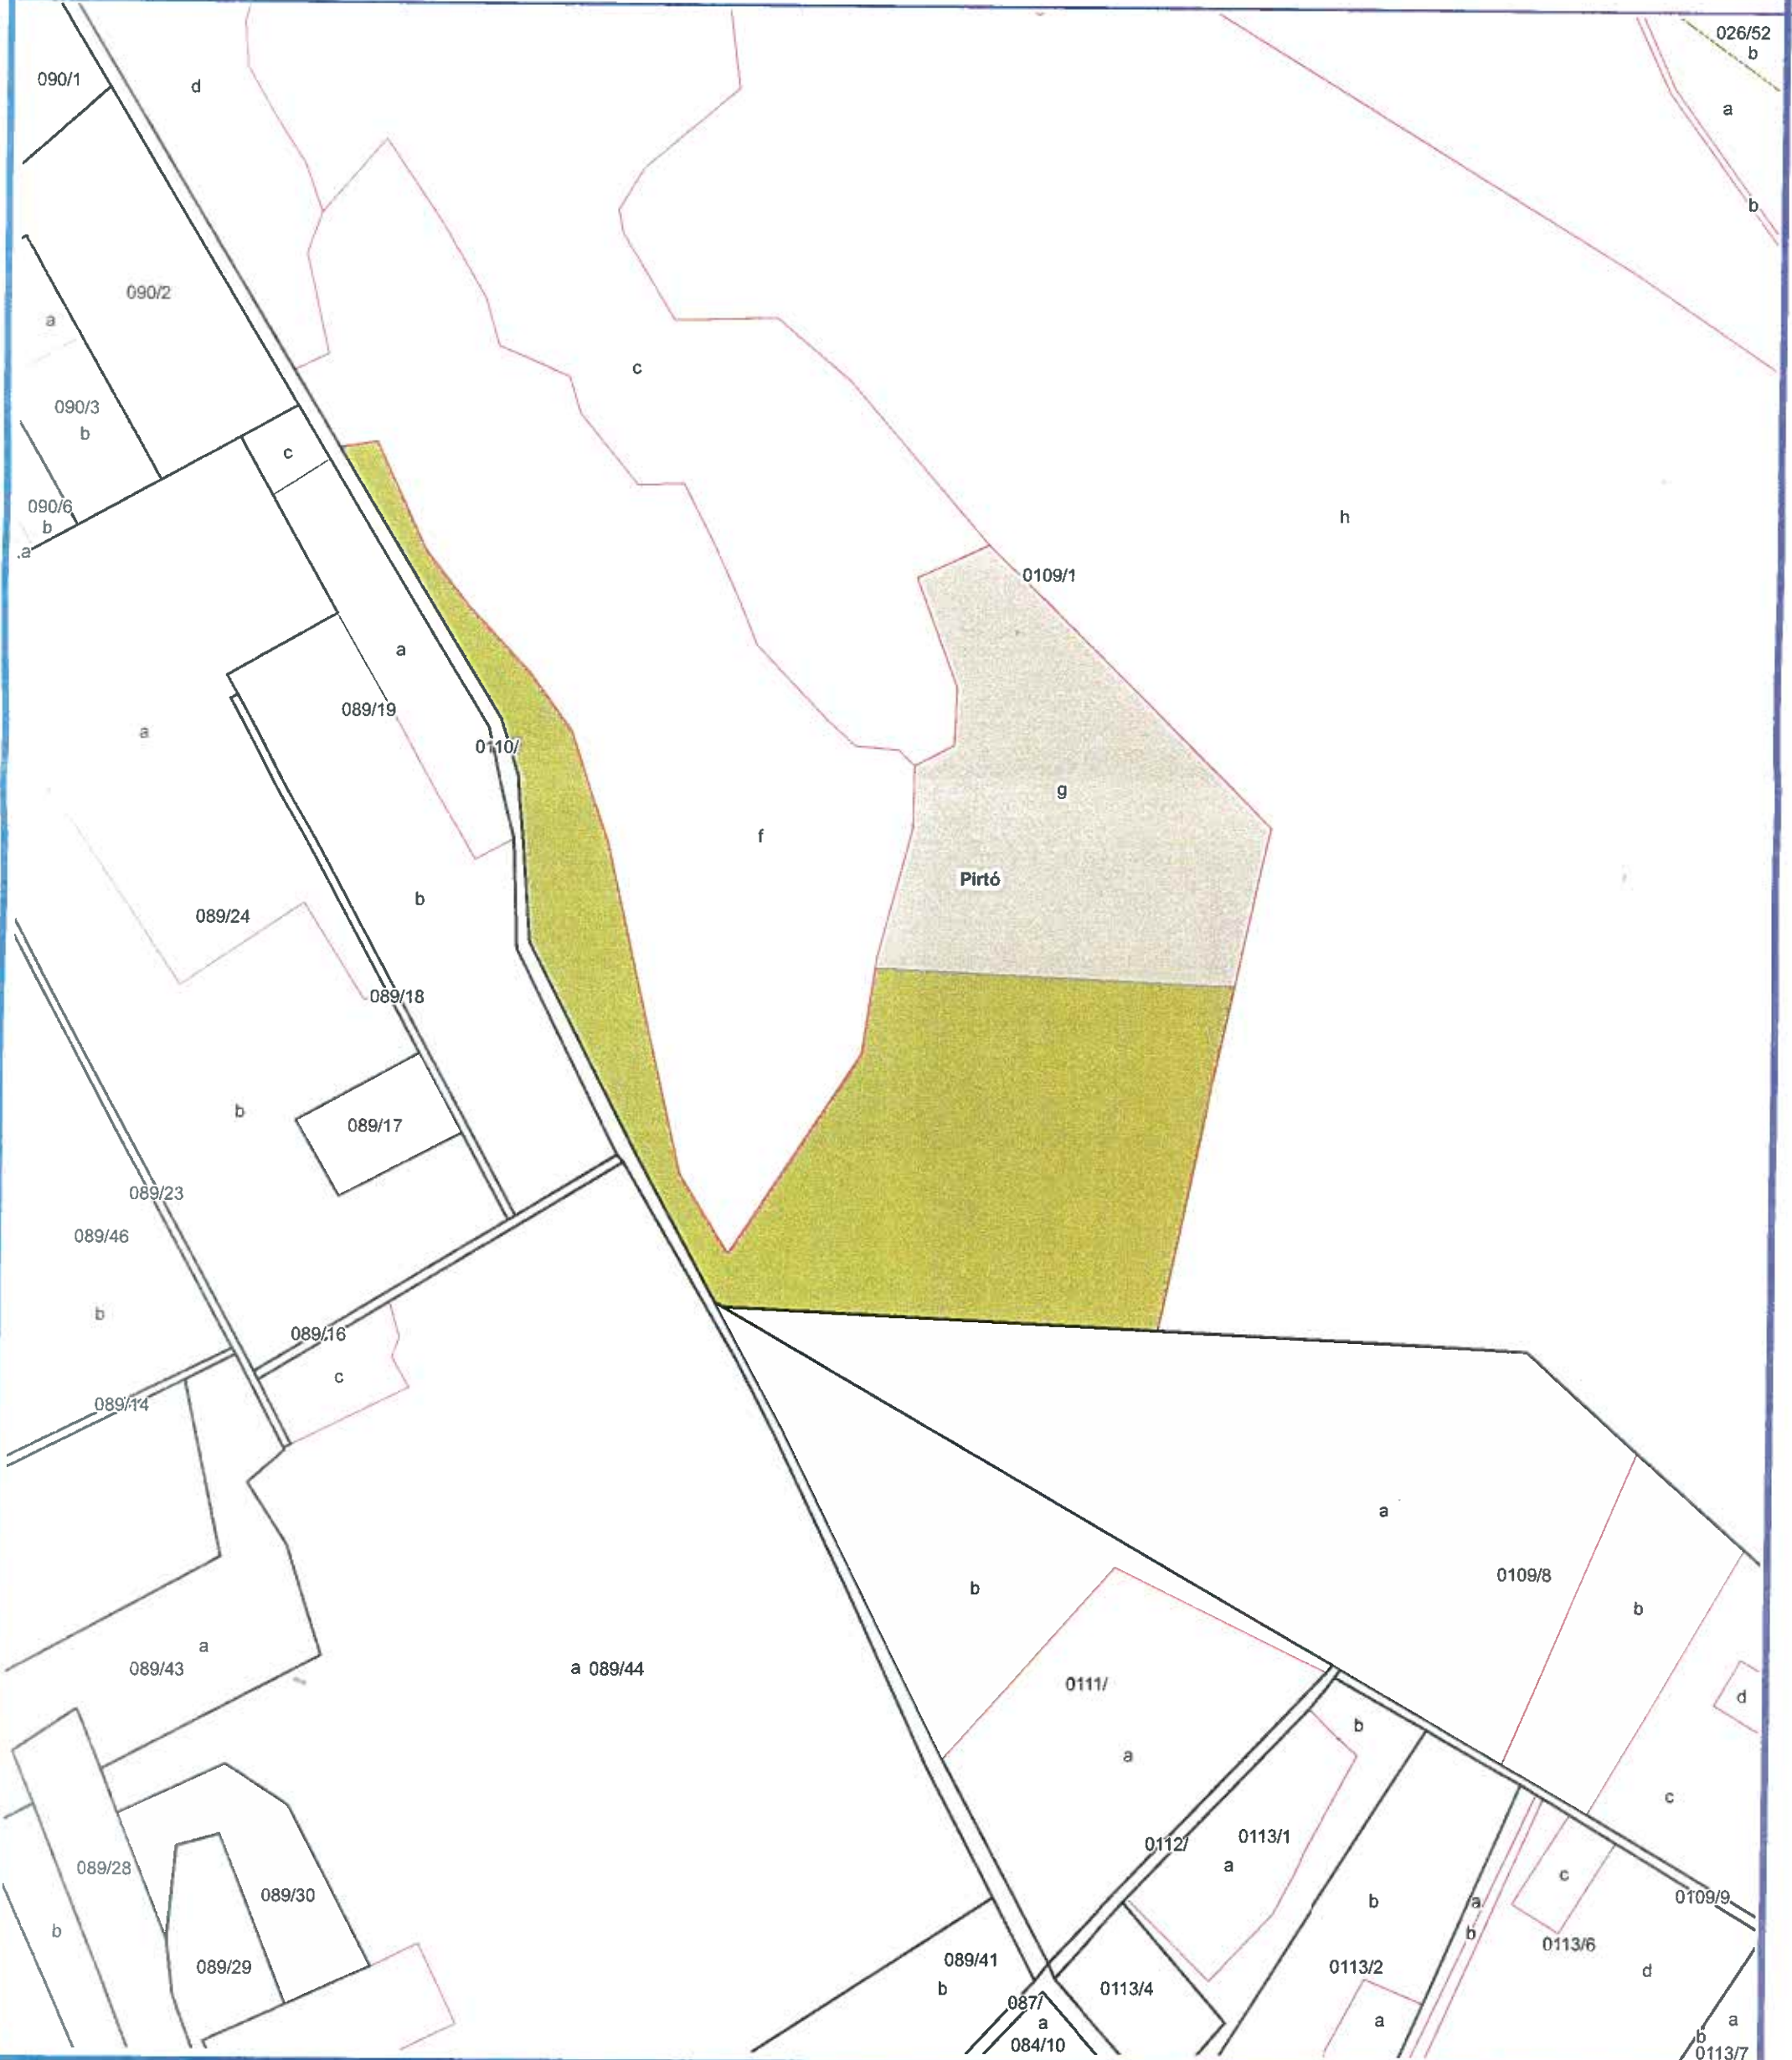 026/52
b
090/1
d
a
b
090/2
a
c
090/3
b
c
090/6
b
h
.a
0109/1
a
089/19
a
0110/
g
f
Pirtó
b
089/24
089/18
b
089/17
089/23
089/46
b
089/16
c
089/14
a
0109/8
b
b
a
089/43
a 089/44
0111/
d
b
a
c
0112/
0113/1
a
089/28
c
089/30
b
a
0109/9
b
b
0113/6
089/41
089/29
0113/2
d
b
0113/4
087/
a
a
a
b
084/10
0113/7